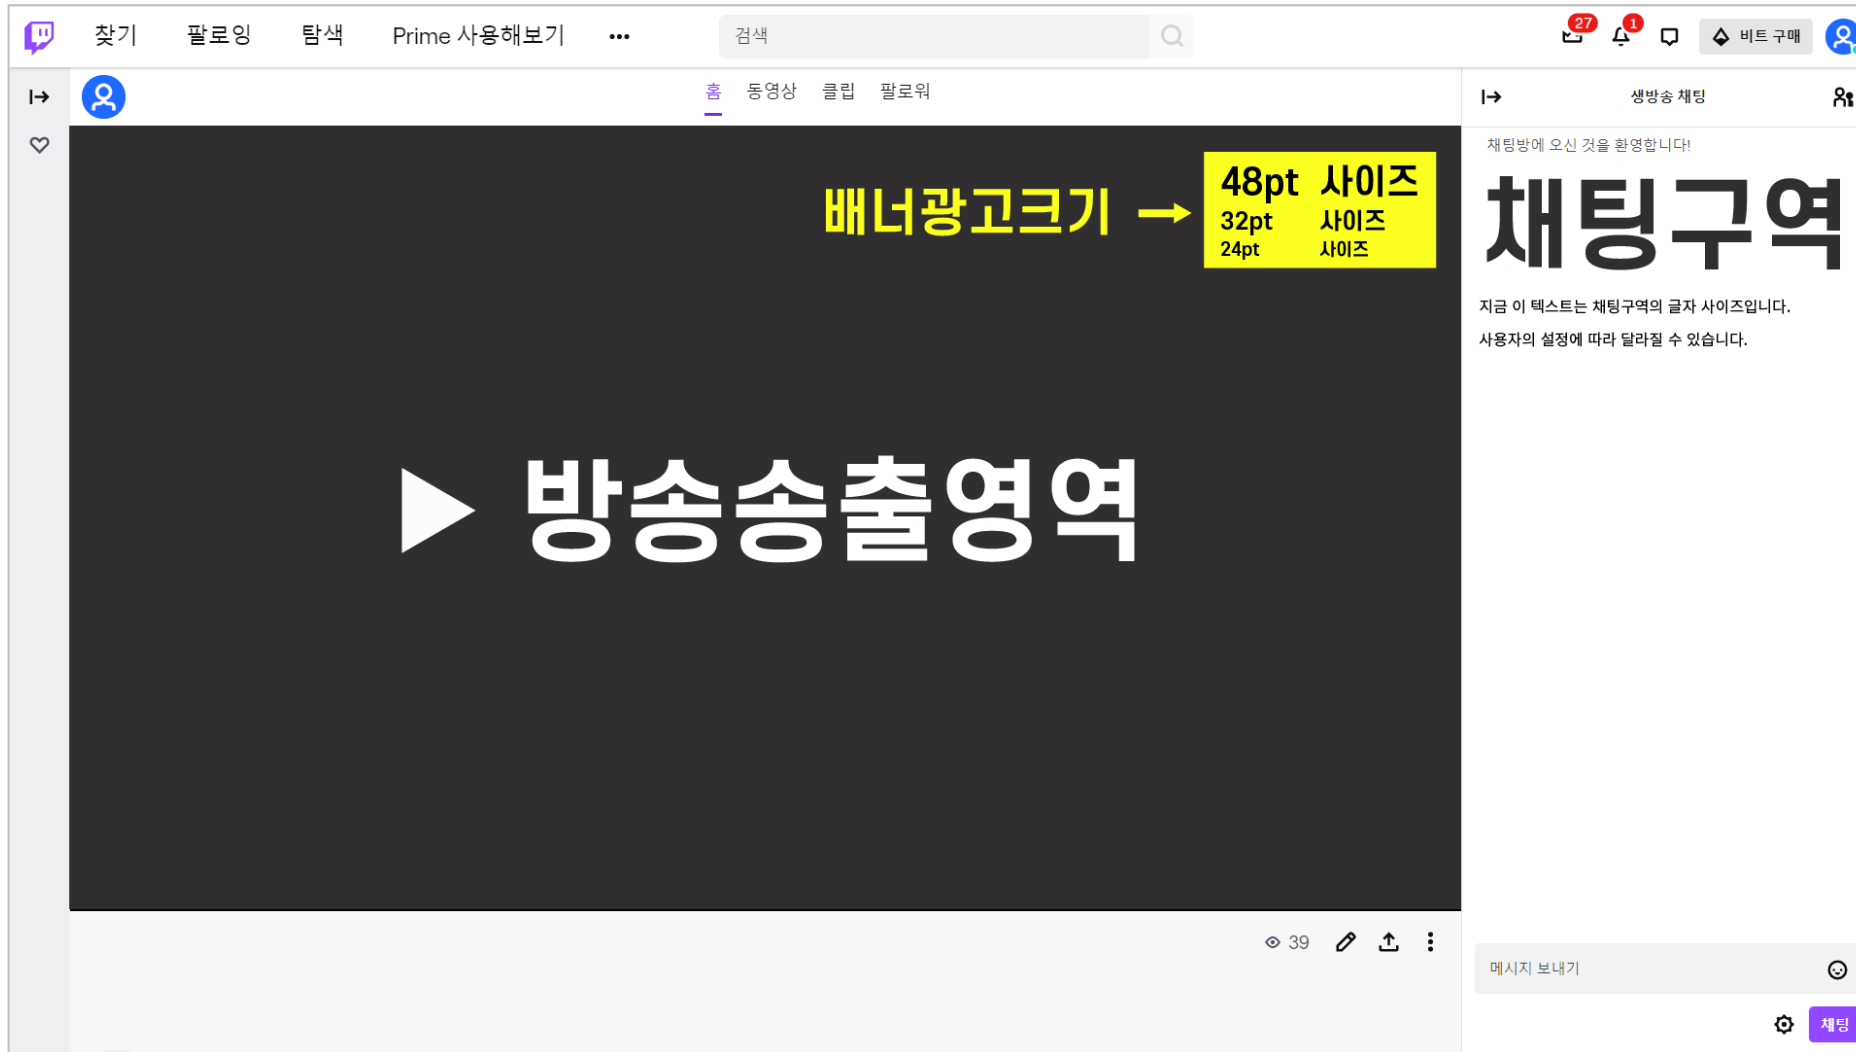 찾기 팔로잉 탐색 Prime 사용해보기 검색 27 1 비트 구매
홈 동영상 클립 팔로워
생방송 채팅
배너광고크기
48pt 사이즈
32pt 사이즈
24pt 사이즈
방송송출영역
39
채팅방에 오신 것을 환영합니다!
채팅구역
지금 이 텍스트는 채팅구역의 글자 사이즈입니다.
사용자의 설정에 따라 달라질 수 있습니다.
메시지 보내기
채팅